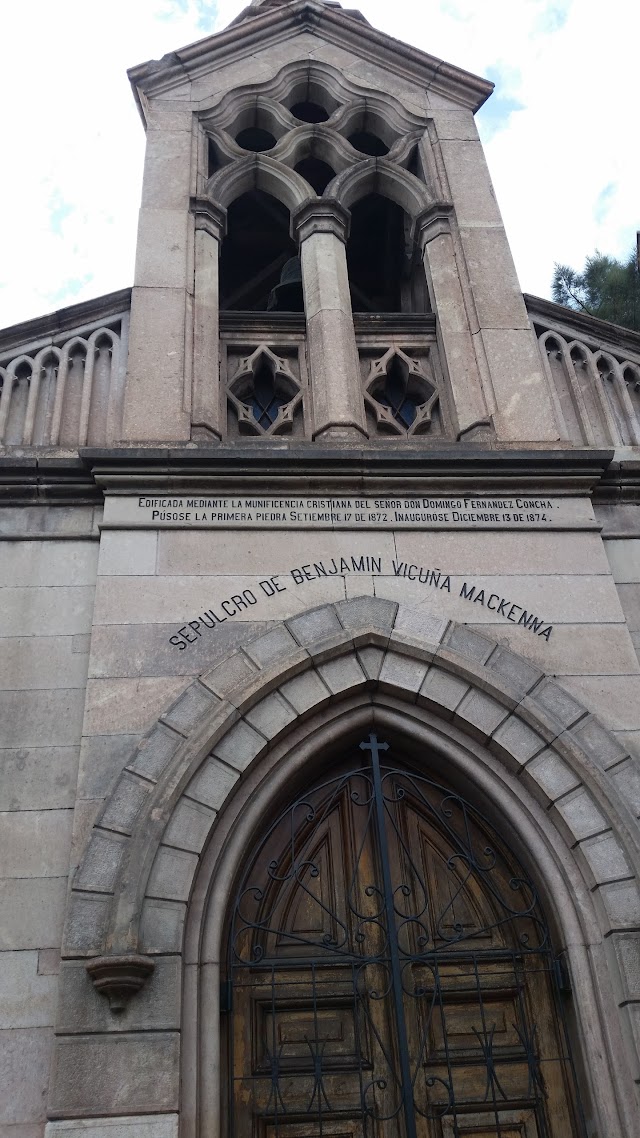 EDIFICADA MEDIANTE LA MUNIFICENCIA CRISTIANA DEL SEÑOR DON DOMINGO FERNANDEZ CONCHA.
PÚSOSE LA PRIMERA PIEDRA SETIEMBRE 17 DE 1872. INAUGUROSE DICIEMBRE 13 DE 1874.
SEPULCRO DE BENJAMIN VICUÑA MACKENNA